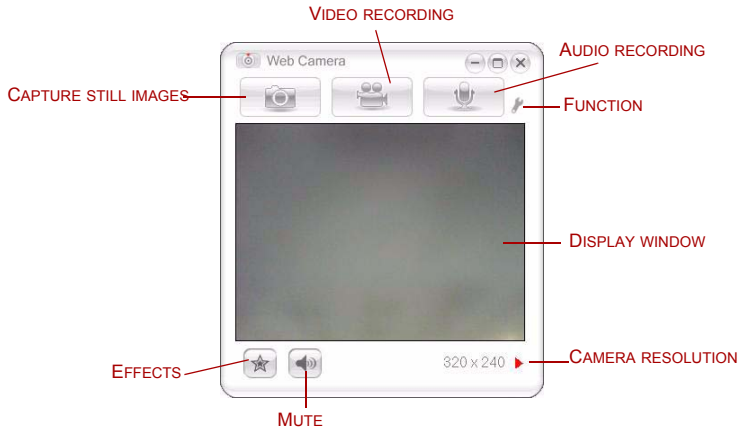 VIDEO RECORDING
AUDIO RECORDING
Web Camera
CAPTURE STILL IMAGES
FUNCTION
DISPLAY WINDOW
320 x 240
CAMERA RESOLUTION
EFFECTS
MUTE